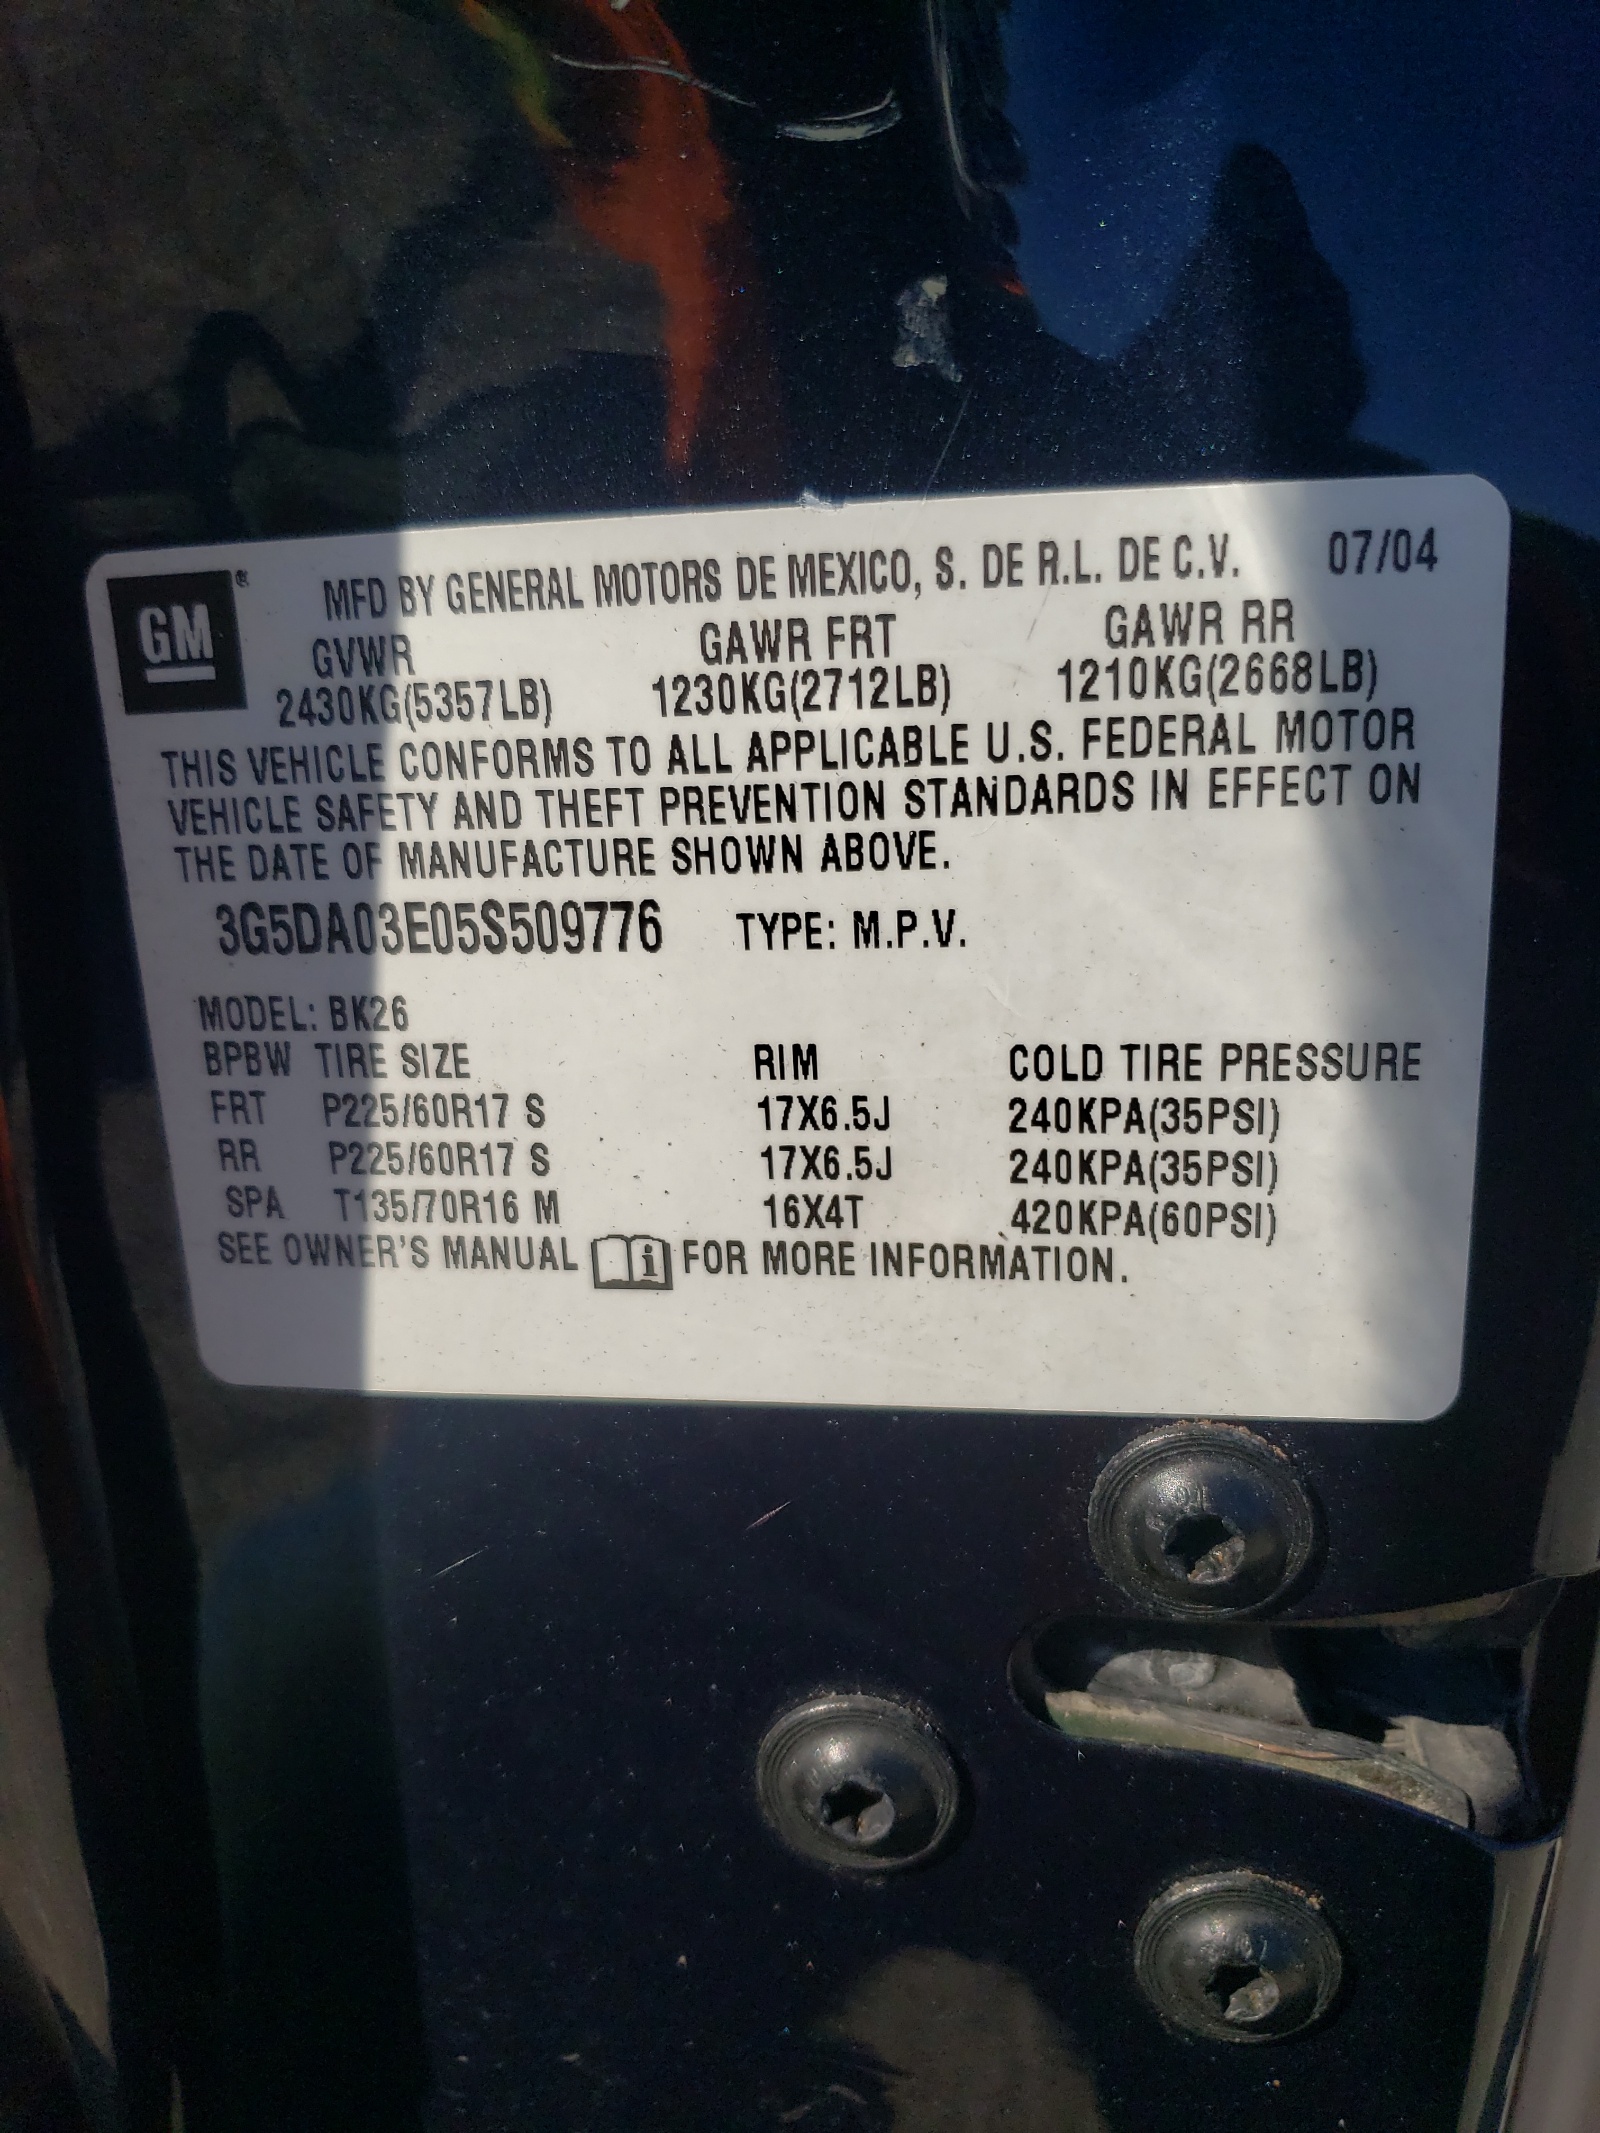 GM ® MFD BY GENERAL MOTORS DE MEXICO, S. DE R.L. DE C.V. 07/04
GVWR GAWR FRT GAWR RR
2430KG(5357LB) 1230KG(2712LB) 1210KG(2668LB)
THIS VEHICLE CONFORMS TO ALL APPLICABLE U.S. FEDERAL MOTOR
VEHICLE SAFETY AND THEFT PREVENTION STANDARDS IN EFFECT ON
THE DATE OF MANUFACTURE SHOWN ABOVE.
3G5DA03E05S509776 TYPE: M.P.V.
MODEL: BK26
BPBW TIRE SIZE RIM COLD TIRE PRESSURE
FRT P225/60R17 S 17X6.5J 240KPA(35PSI)
RR P225/60R17 S 17X6.5J 240KPA(35PSI)
SPA T135/70R16 M 16X4T 420KPA(60PSI)
SEE OWNER'S MANUAL i FOR MORE INFORMATION.